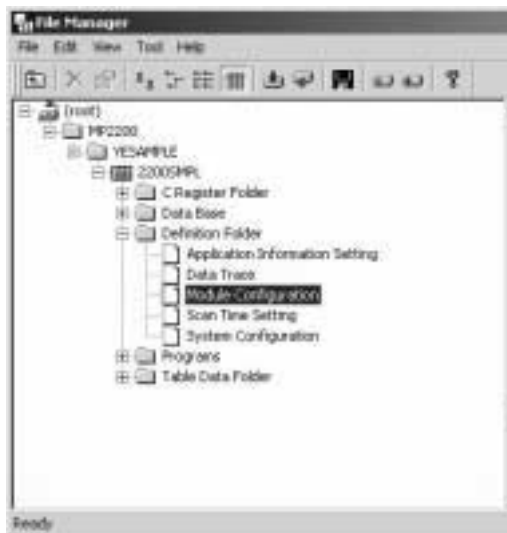 File Manager
File Edit View Tool Help
(root)
MP2200
YESAMPLE
2200SMPL
C Register Folder
Data Base
Definition Folder
Application Information Setting
Data Trace
Module Configuration
Scan Time Setting
System Configuration
Programs
Table Data Folder
Ready